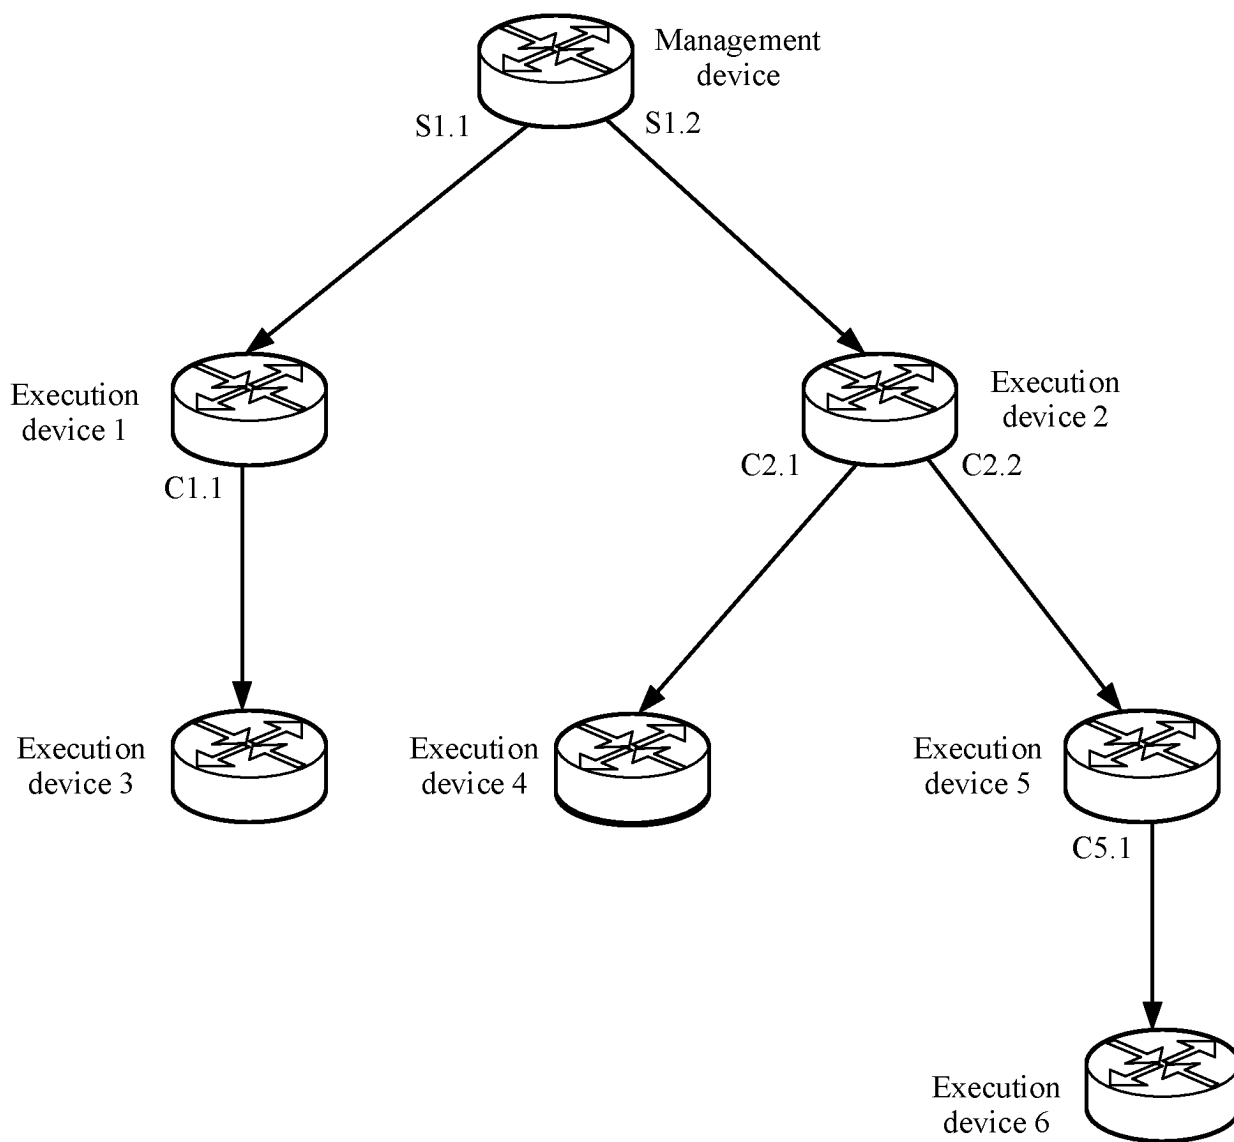 Management
device
S1.1
S1.2
Execution
device 1
Execution
device 2
C1.1
C2.1
C2.2
Execution
device 3
Execution
device 4
Execution
device 5
C5.1
Execution
device 6